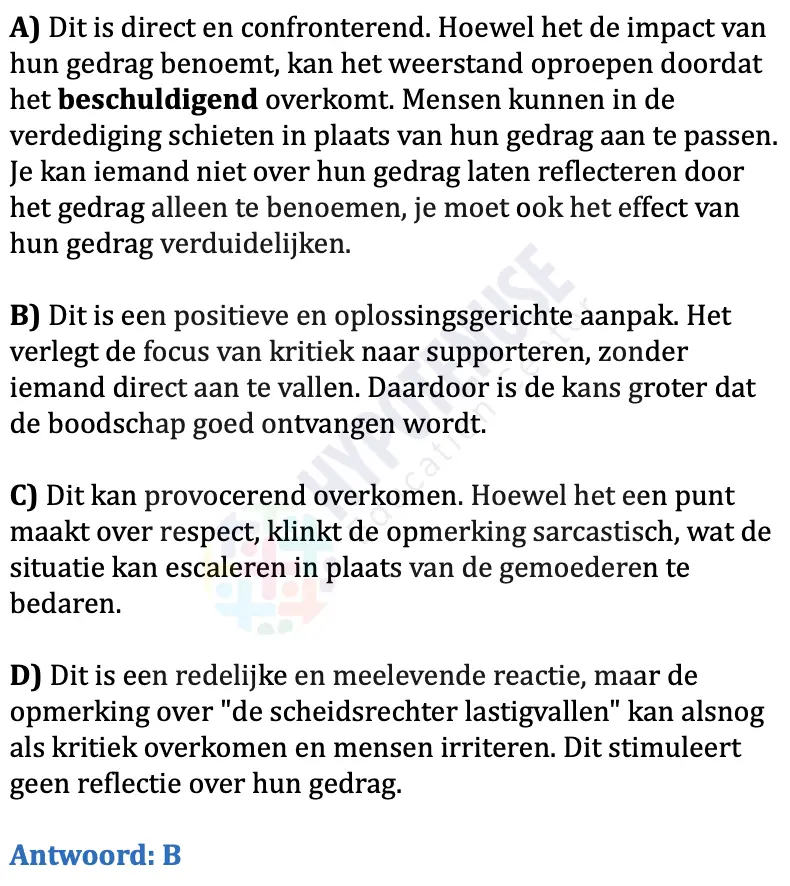 A) Dit is direct en confronterend. Hoewel het de impact van
hun gedrag benoemt, kan het weerstand oproepen doordat
het beschuldigend overkomt. Mensen kunnen in de
verdediging schieten in plaats van hun gedrag aan te passen.
Je kan iemand niet over hun gedrag laten reflecteren door
het gedrag alleen te benoemen, je moet ook het effect van
hun gedrag verduidelijken.
B) Dit is een positieve en oplossingsgerichte aanpak. Het
verlegt de focus van kritiek naar supporteren, zonder
iemand direct aan te vallen. Daardoor is de kans groter dat
de boodschap goed ontvangen wordt.
C) Dit kan provocerend overkomen. Hoewel het een punt
maakt over respect, klinkt de opmerking sarcastisch, wat de
situatie kan escaleren in plaats van de gemoederen te
bedaren.
D) Dit is een redelijke en meelevende reactie, maar de
opmerking over "de scheidsrechter lastigvallen" kan alsnog
als kritiek overkomen en mensen irriteren. Dit stimuleert
geen reflectie over hun gedrag.
Antwoord: B
HYPOTENUSE
Education Center